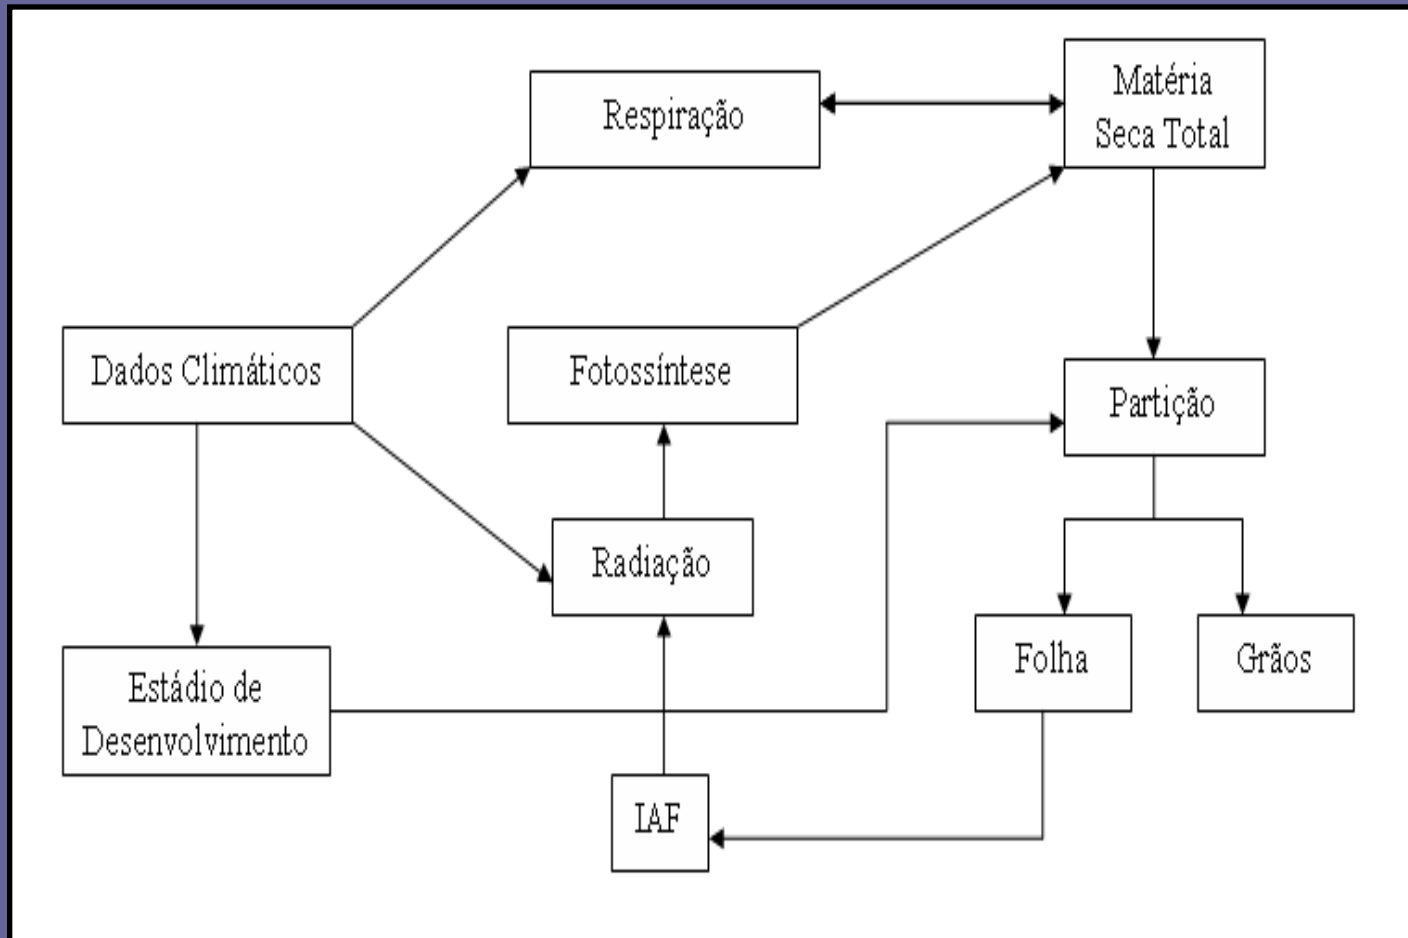 Matéria
Seca Total
Respiração
Dados Climáticos
Fotossíntese
Partição
Radiação
Estádio de
Desenvolvimento
Folha
Grãos
IAF